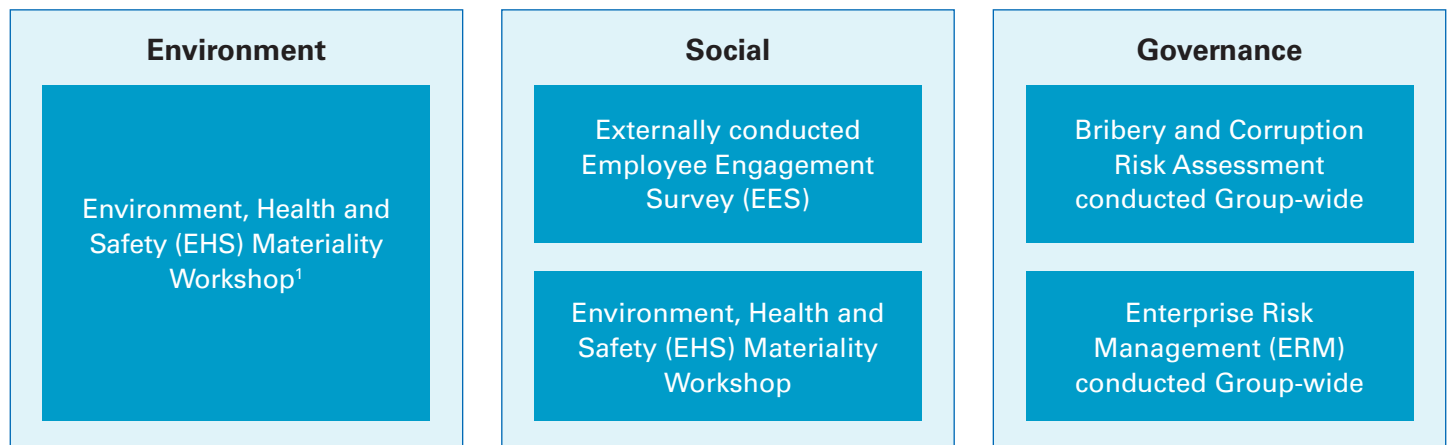 Environment
Environment, Health and
Safety (EHS) Materiality
Workshop¹
Social
Externally conducted
Employee Engagement
Survey (EES)
Environment, Health and
Safety (EHS) Materiality
Workshop
Governance
Bribery and Corruption
Risk Assessment
conducted Group-wide
Enterprise Risk
Management (ERM)
conducted Group-wide